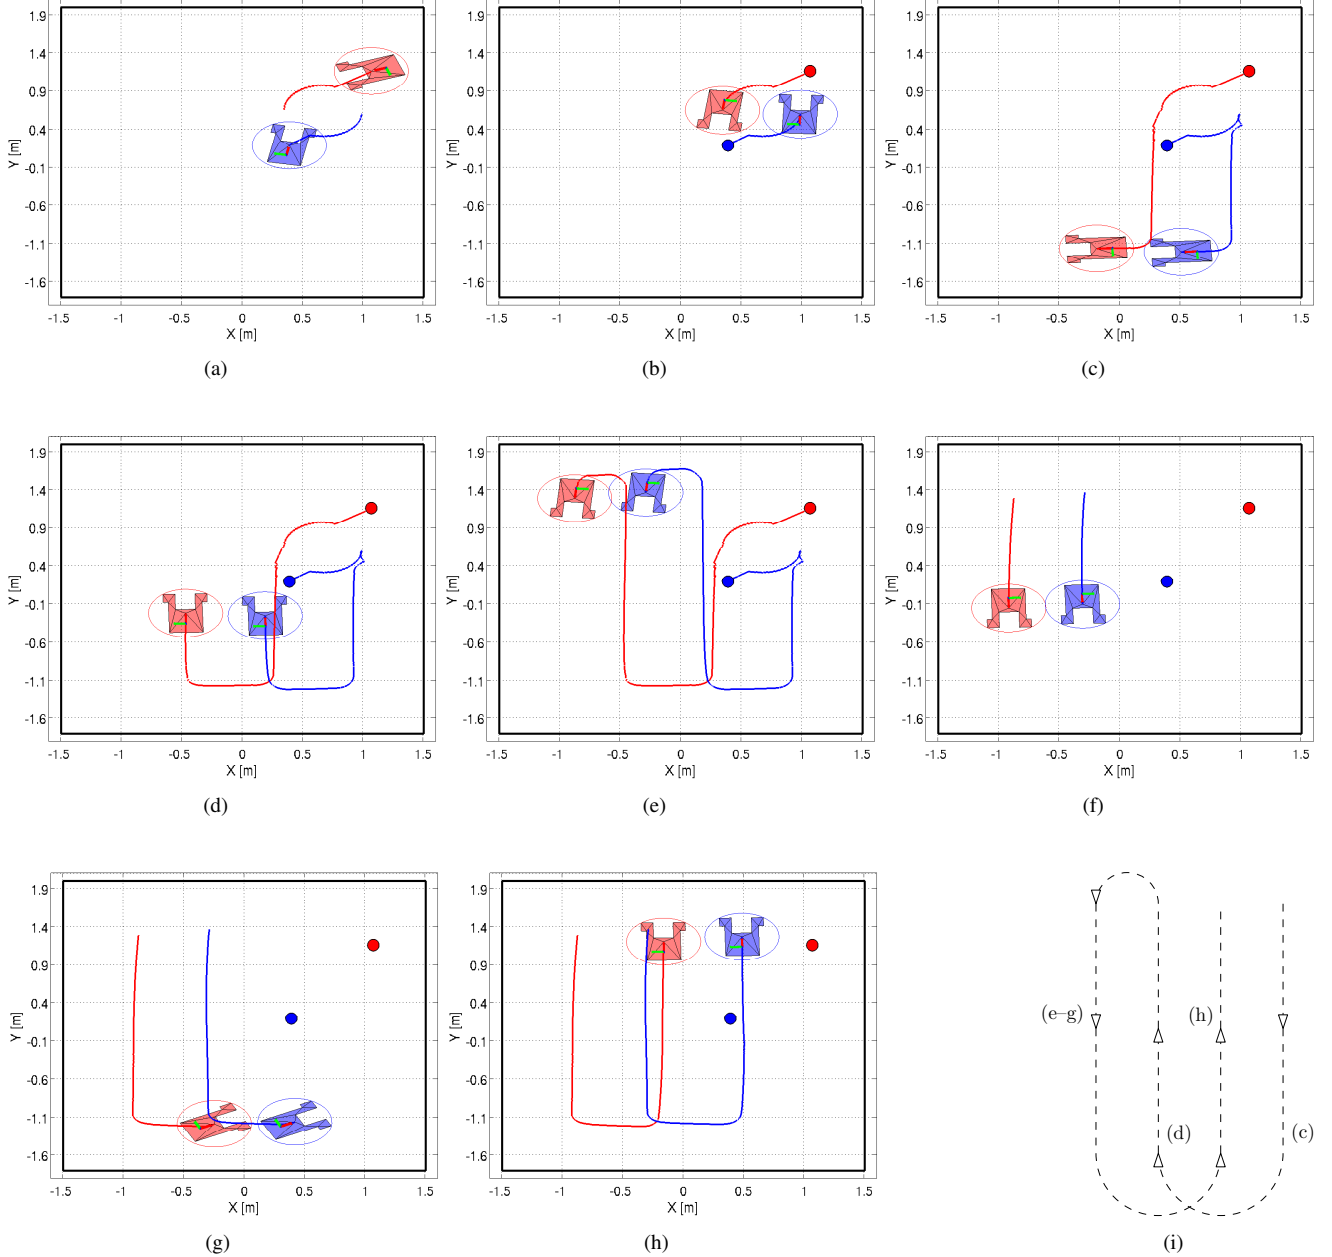 1.9 1.9 1.9
1.4 1.4 1.4
0.9 0.9 0.9
0.4 0.4 0.4
Y [m] Y [m] Y [m]
-0.1 -0.1 -0.1
-0.6 -0.6 -0.6
-1.1 -1.1 -1.1
-1.6 -1.6 -1.6
-1.5 -1 -0.5 0 0.5 1 1.5 -1.5 -1 -0.5 0 0.5 1 1.5 -1.5 -1 -0.5 0 0.5 1 1.5
X [m] X [m] X [m]
(a) (b) (c)
1.9 1.9 1.9
1.4 1.4 1.4
0.9 0.9 0.9
0.4 0.4 0.4
Y [m] Y [m] Y [m]
-0.1 -0.1 -0.1
-0.6 -0.6 -0.6
-1.1 -1.1 -1.1
-1.6 -1.6 -1.6
-1.5 -1 -0.5 0 0.5 1 1.5 -1.5 -1 -0.5 0 0.5 1 1.5 -1.5 -1 -0.5 0 0.5 1 1.5
X [m] X [m] X [m]
(d) (e) (f)
1.9 1.9
1.4 1.4
0.9 0.9
0.4 0.4
Y [m] Y [m]
-0.1 -0.1
-0.6 -0.6
-1.1 -1.1
-1.6 -1.6
-1.5 -1 -0.5 0 0.5 1 1.5 -1.5 -1 -0.5 0 0.5 1 1.5
X [m] X [m]
(e–g) (h)
(d) (c)
(g) (h) (i)